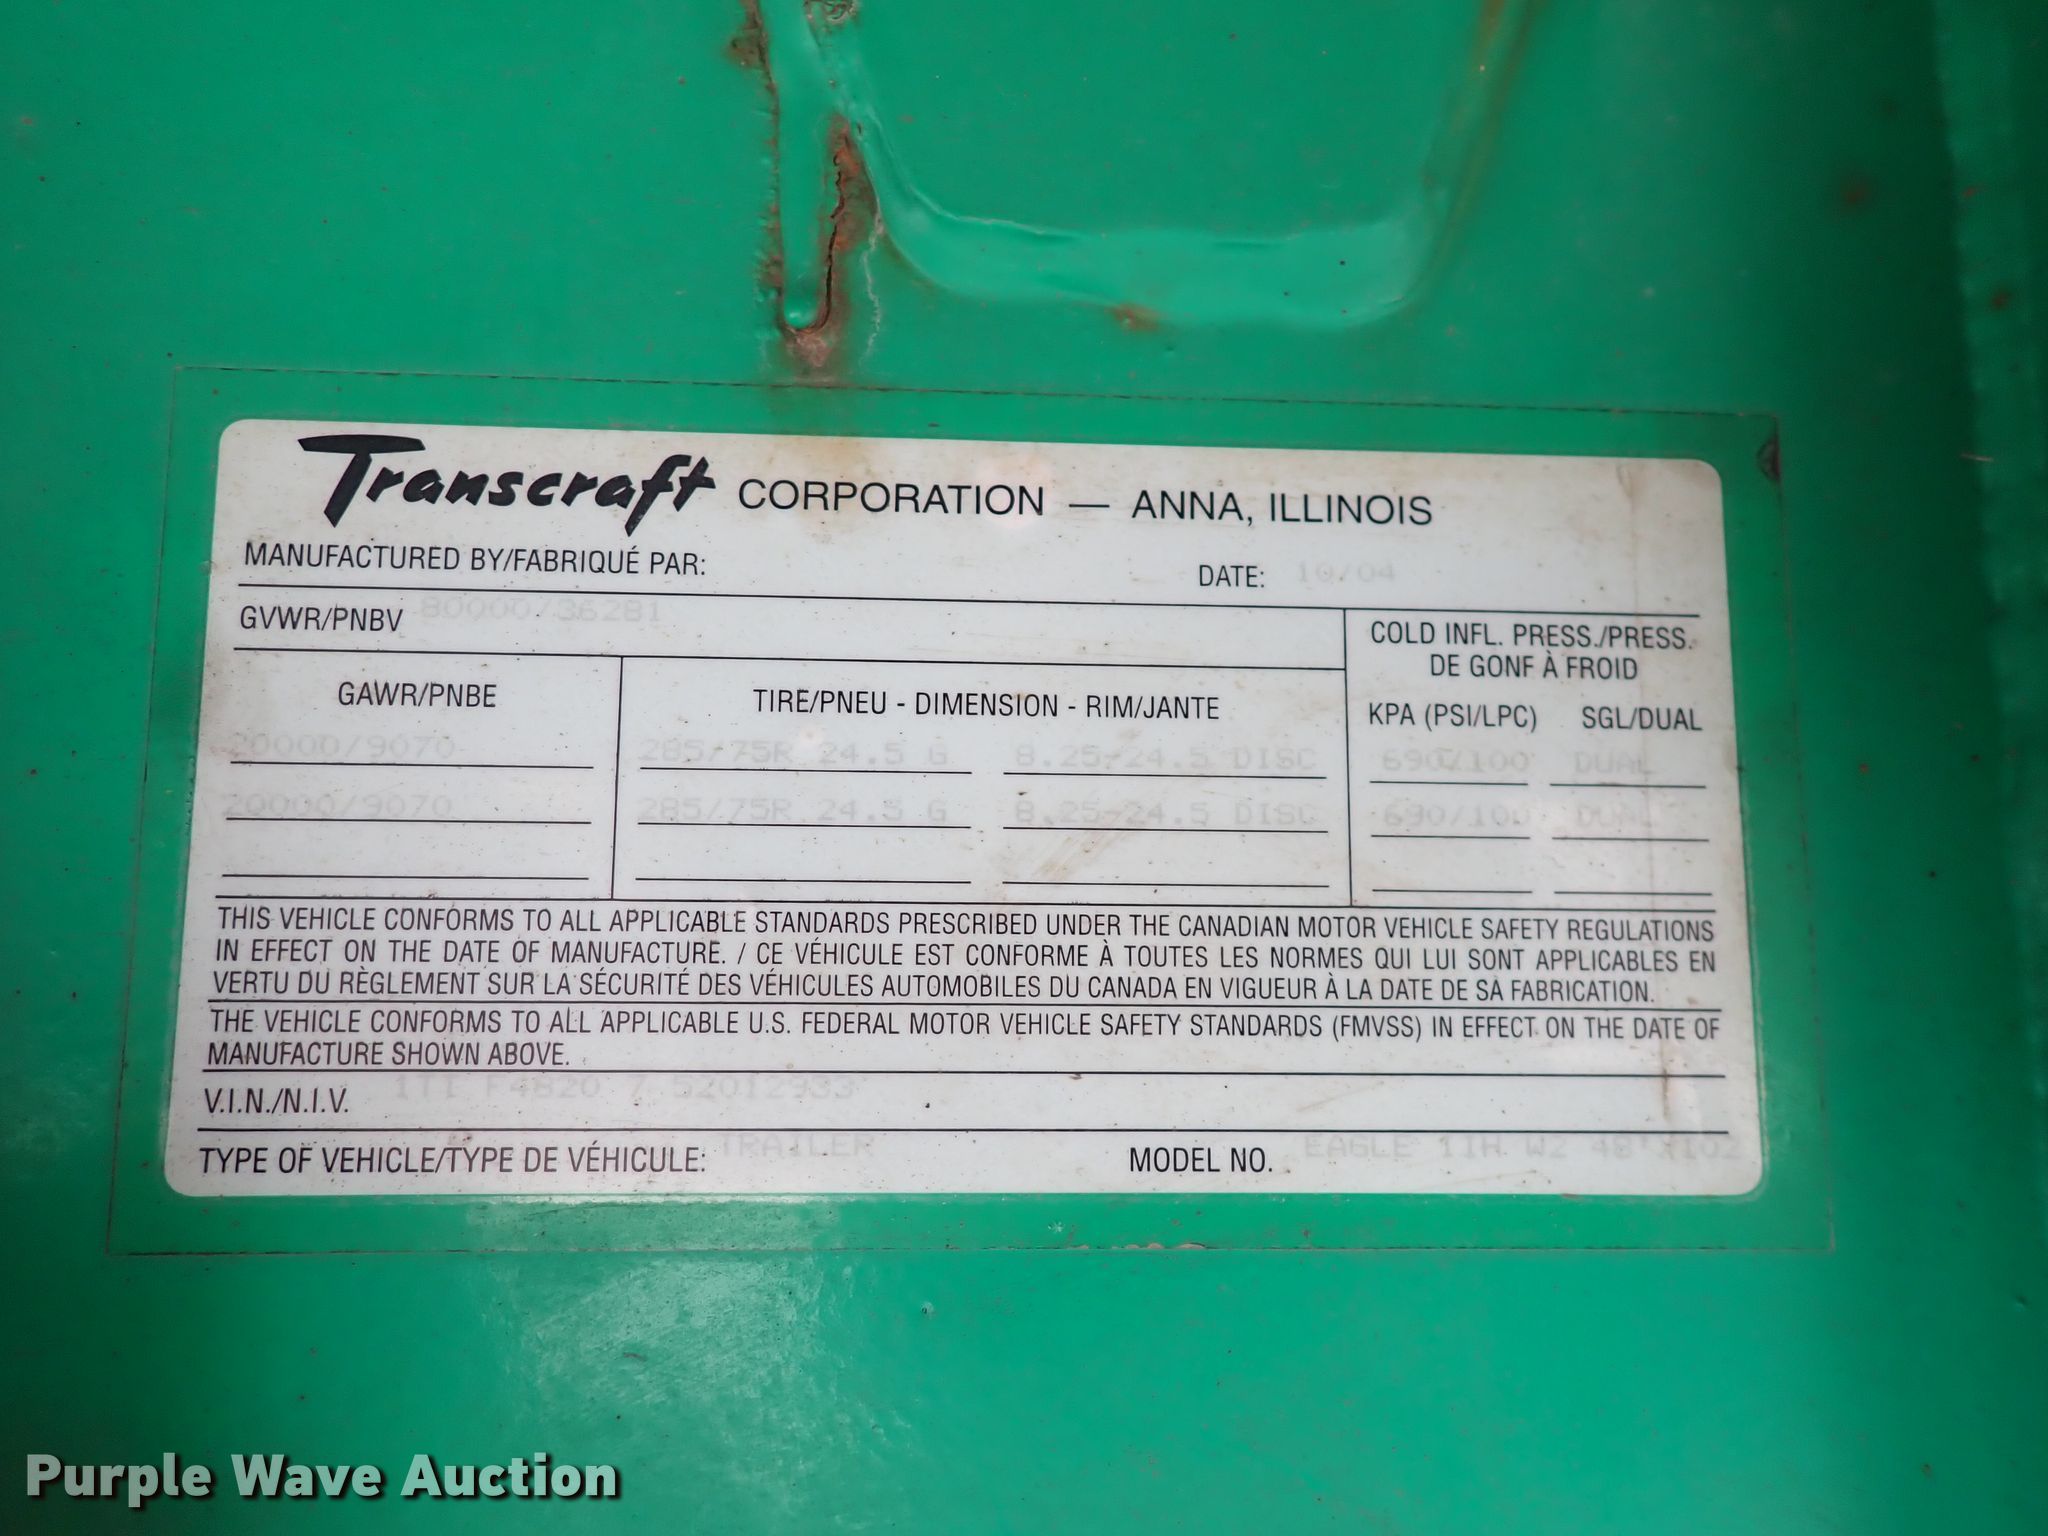 Transcraft CORPORATION — ANNA, ILLINOIS
MANUFACTURED BY/FABRIQUÉ PAR: DATE: 10/04
GVWR/PNBV 80000/36281
COLD INFL. PRESS./PRESS.
DE GONF À FROID
GAWR/PNBE TIRE/PNEU - DIMENSION - RIM/JANTE KPA (PSI/LPC) SGL/DUAL
20000/9070 285/75R 24.5 G 8.25-24.5 DISC 690/100 DUAL
20000/9070 285/75R 24.5 G 8.25-24.5 DISC 690/100 DUAL
THIS VEHICLE CONFORMS TO ALL APPLICABLE STANDARDS PRESCRIBED UNDER THE CANADIAN MOTOR VEHICLE SAFETY REGULATIONS
IN EFFECT ON THE DATE OF MANUFACTURE. / CE VÉHICULE EST CONFORME À TOUTES LES NORMES QUI LUI SONT APPLICABLES EN
VERTU DU RÈGLEMENT SUR LA SÉCURITÉ DES VÉHICULES AUTOMOBILES DU CANADA EN VIGUEUR À LA DATE DE SA FABRICATION.
THE VEHICLE CONFORMS TO ALL APPLICABLE U.S. FEDERAL MOTOR VEHICLE SAFETY STANDARDS (FMVSS) IN EFFECT ON THE DATE OF
MANUFACTURE SHOWN ABOVE.
V.I.N./N.I.V. 52012933
TYPE OF VEHICLE/TYPE DE VÉHICULE: TRAILER MODEL NO. EAGLE W2 48'X102
Purple Wave Auction